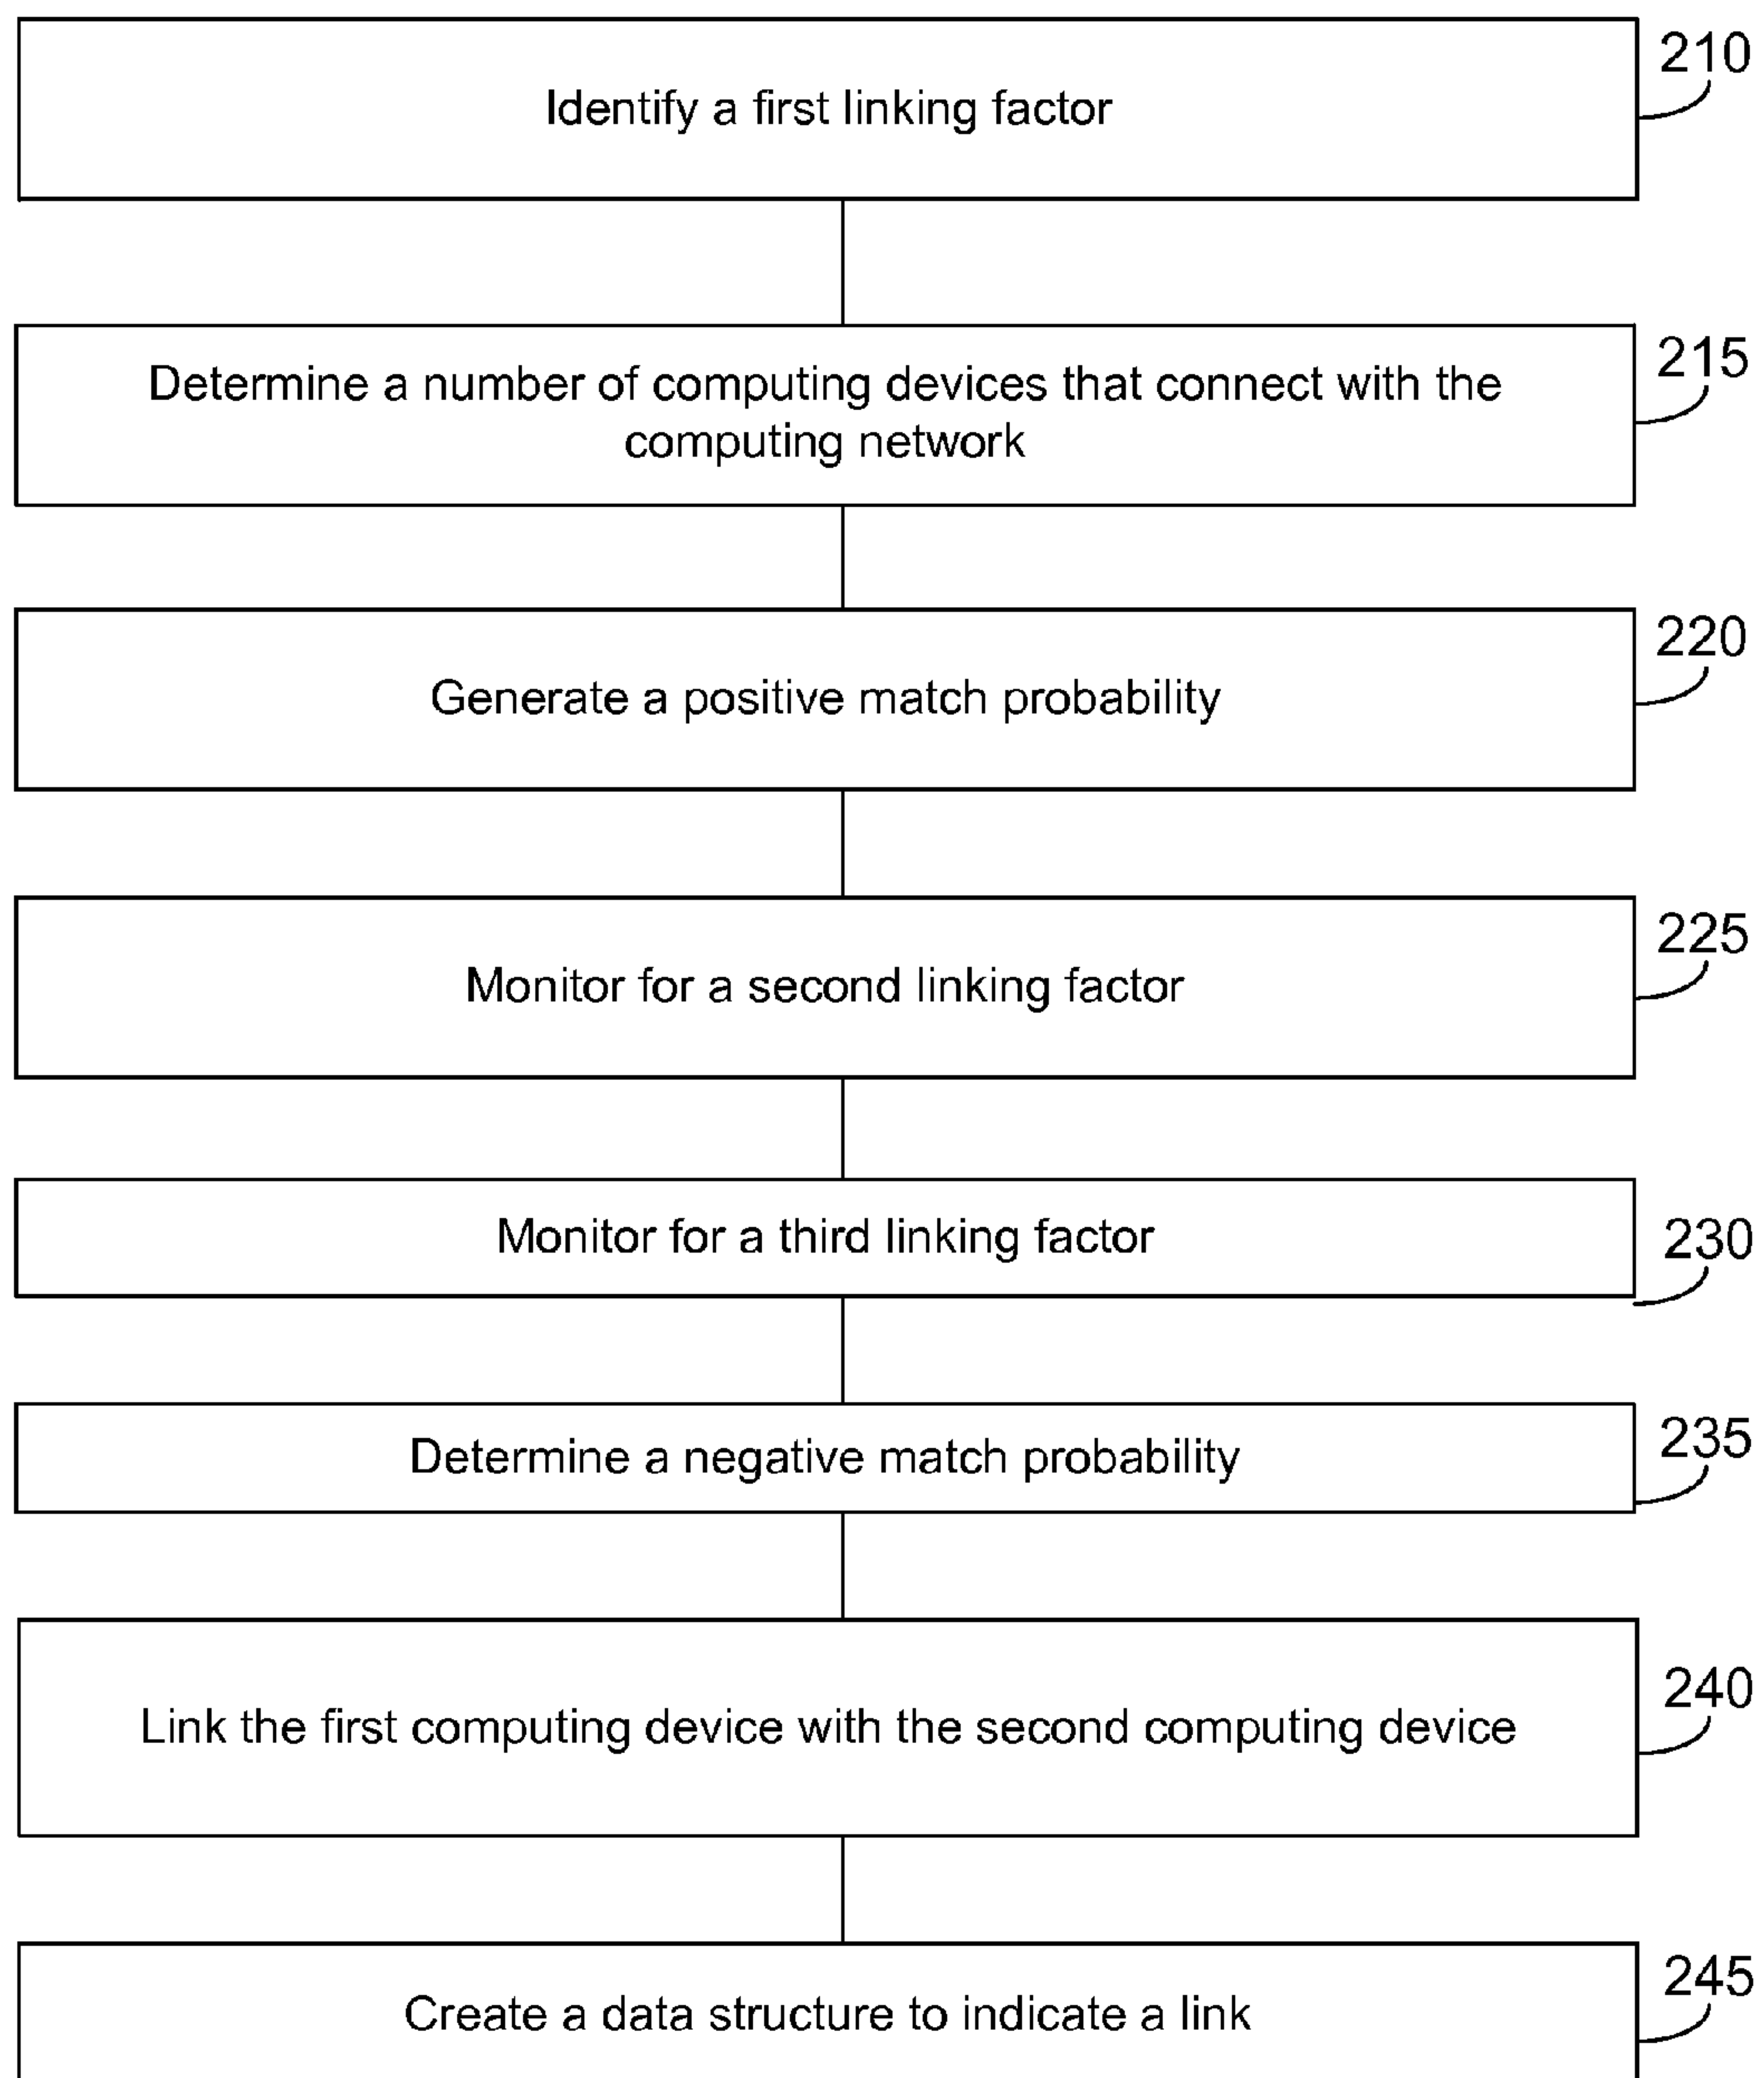 210
Identify a first linking factor
215
Determine a number of computing devices that connect with the
computing network
220
Generate a positive match probability
225
Monitor for a second linking factor
230
Monitor for a third linking factor
235
Determine a negative match probability
240
Link the first computing device with the second computing device
245
Create a data structure to indicate a link